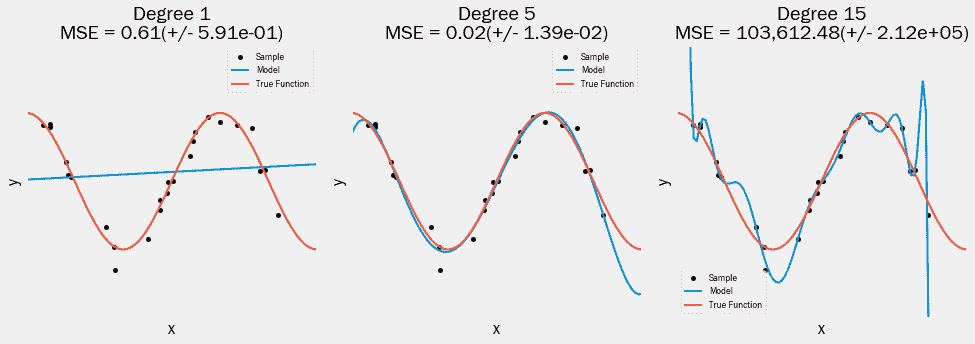 Degree 1
MSE = 0.61(+/- 5.91e-01)
Sample
Model
True Function
y
x
Degree 5
MSE = 0.02(+/- 1.39e-02)
Sample
Model
True Function
y
x
Degree 15
MSE = 103,612.48(+/- 2.12e+05)
Sample
Model
True Function
y
x